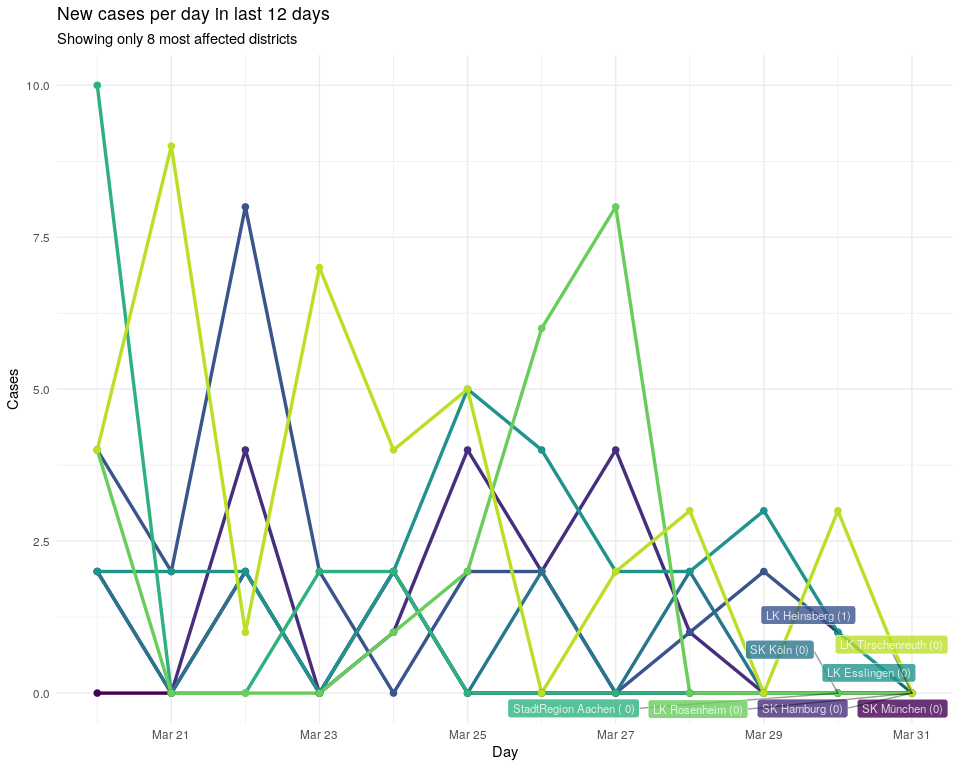 New cases per day in last 12 days
Showing only 8 most affected districts
10.0
7.5
5.0
2.5
0.0
Cases
LK Heinsberg (1)
LK Tirschenreuth (0)
SK Köln (0)
LK Esslingen (0)
StadtRegion Aachen ( 0)
LK Rosenheim (0)
SK Hamburg (0)
SK München (0)
Mar 21
Mar 23
Mar 25
Mar 27
Mar 29
Mar 31
Day